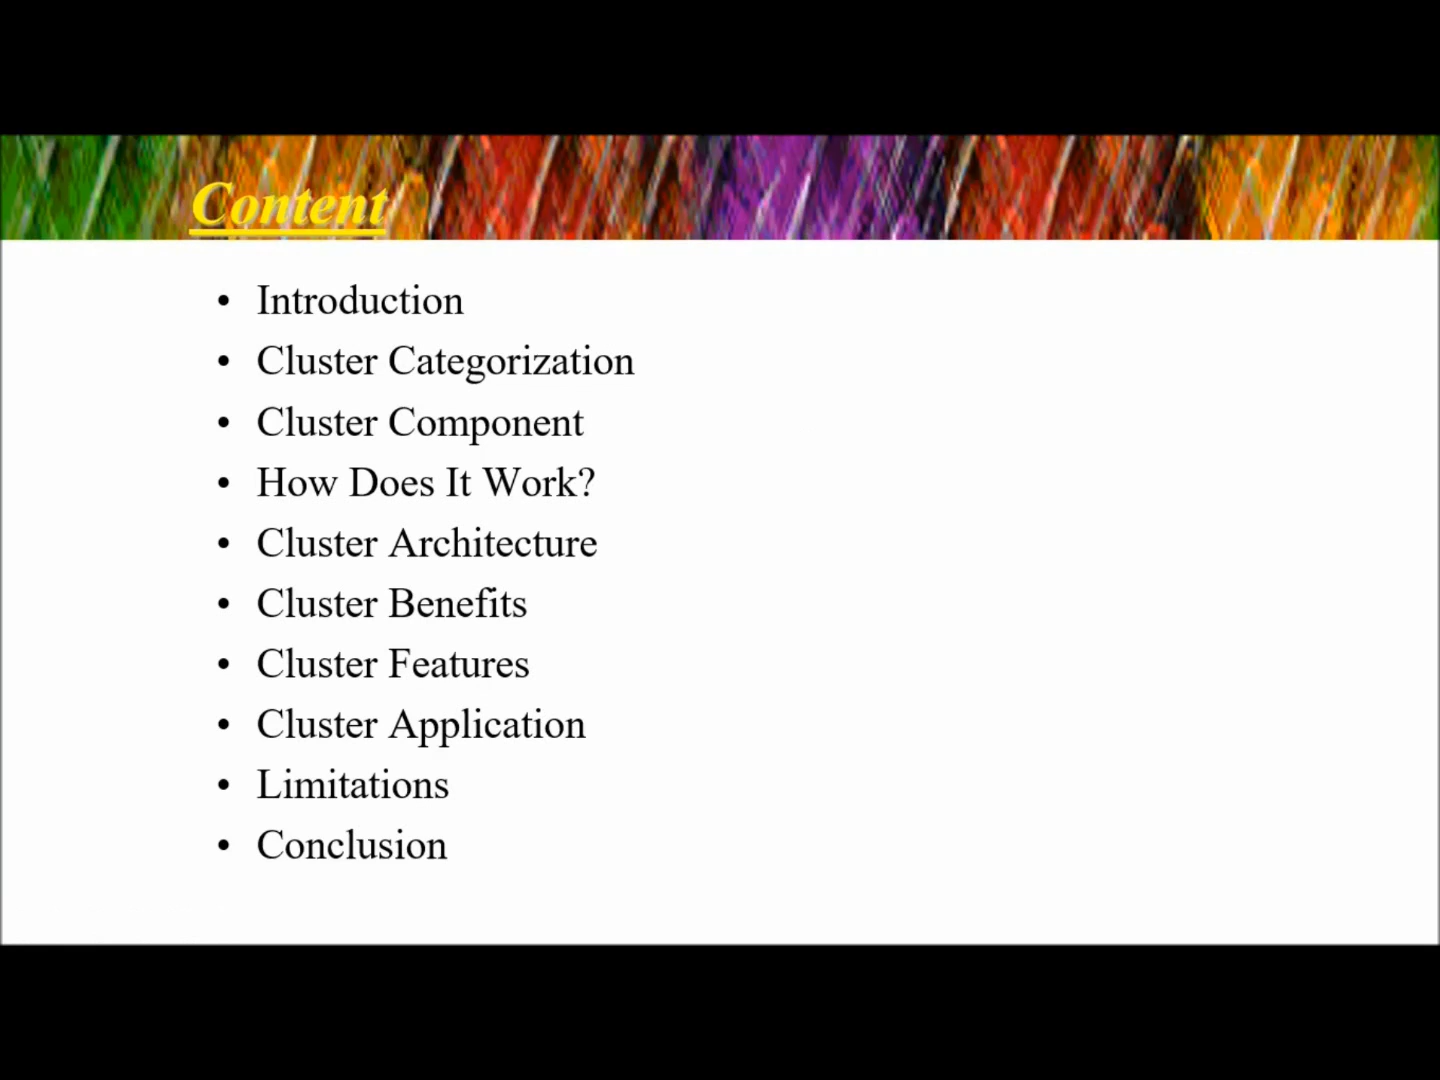 Content
• Introduction
• Cluster Categorization
• Cluster Component
• How Does It Work?
• Cluster Architecture
• Cluster Benefits
• Cluster Features
• Cluster Application
• Limitations
• Conclusion